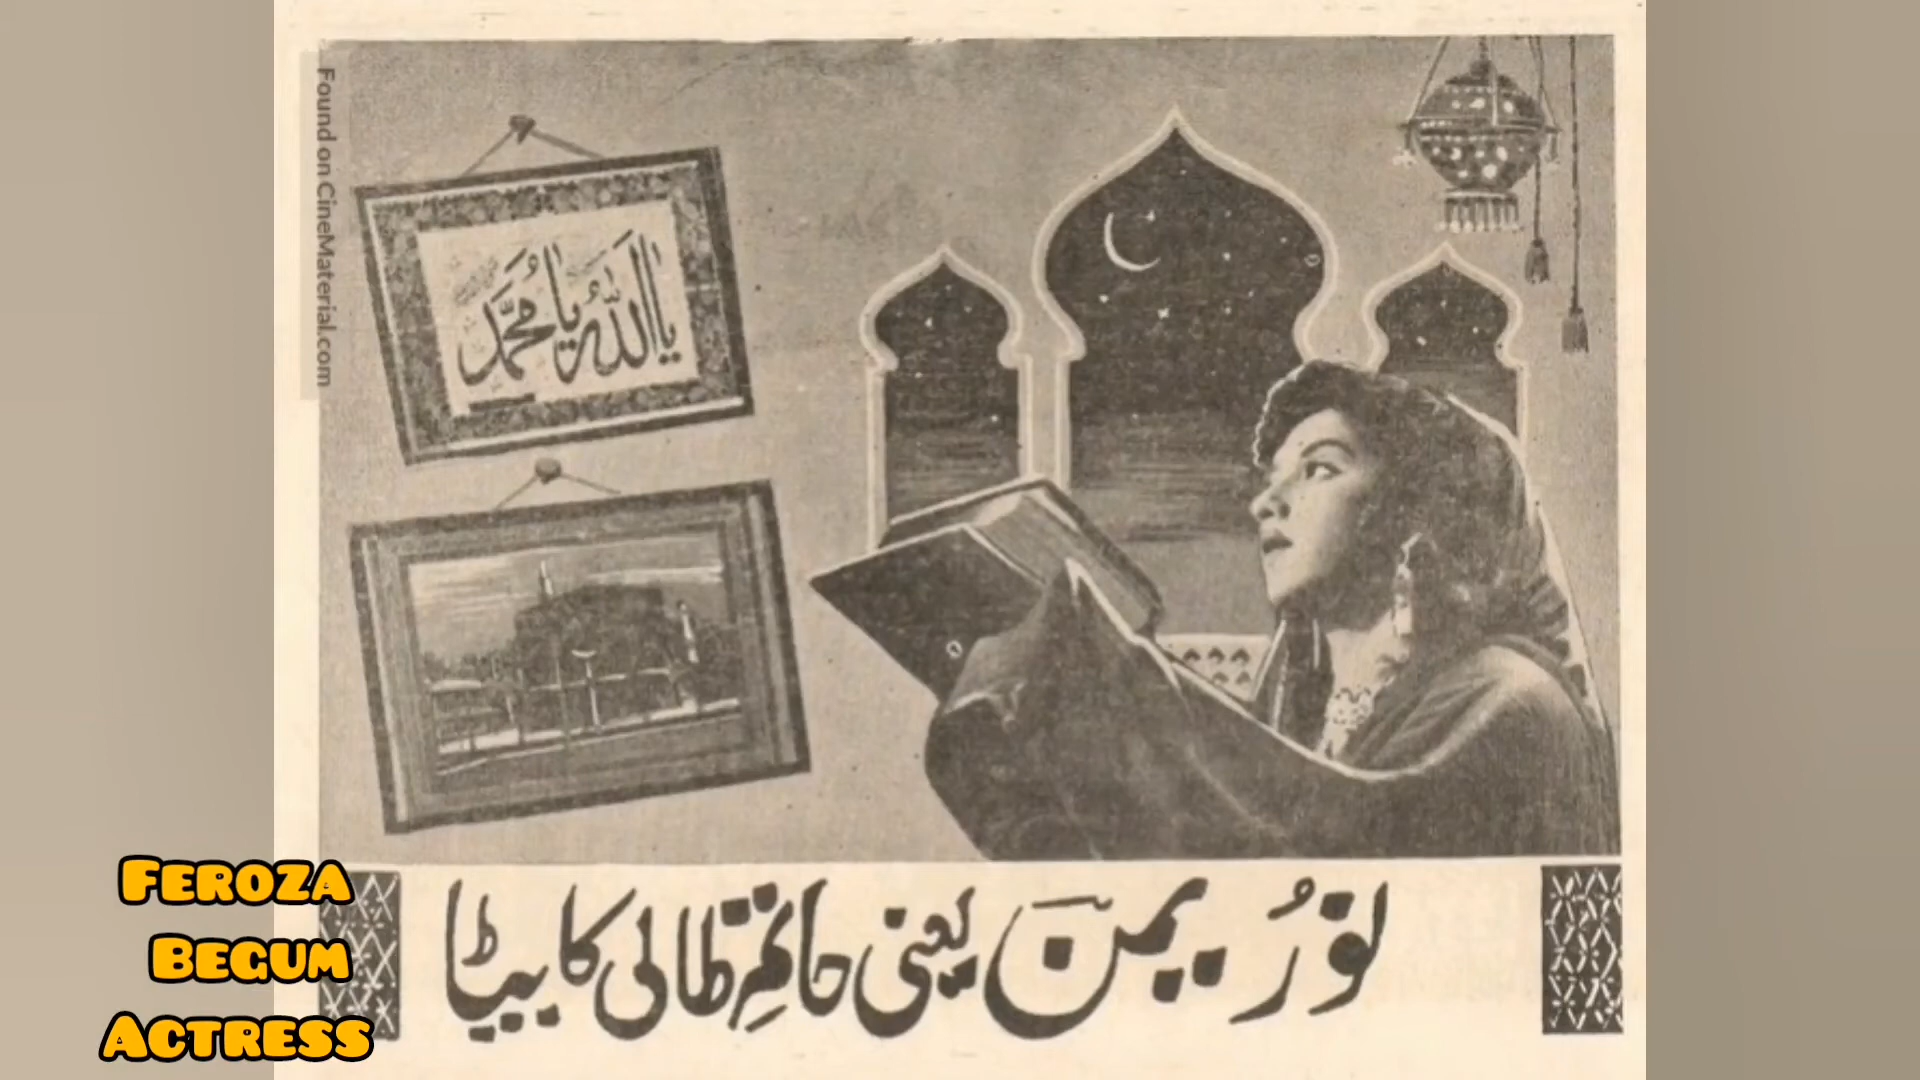 Found on CineMaterial.com
یا اللہ یا محمد
نورِ یمن یعنی حاتم طائی کا بیٹا
Feroza
Begum
Actress